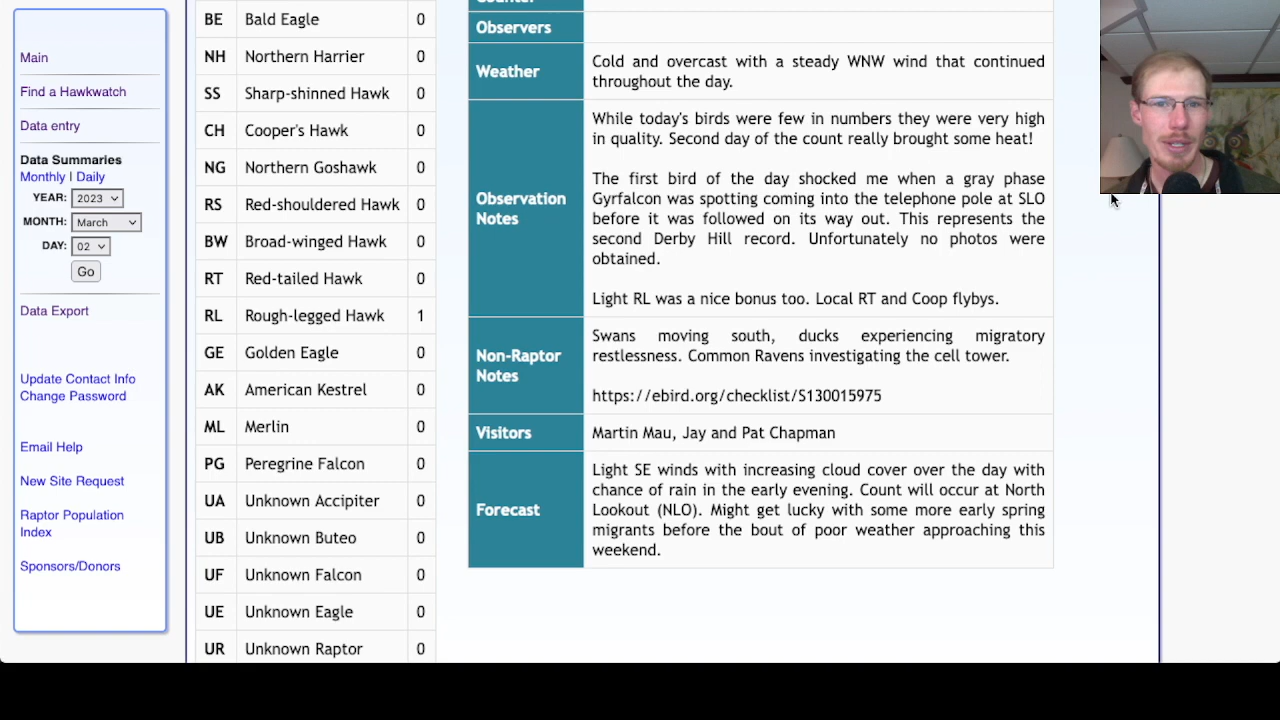 Main
Find a Hawkwatch
Data entry
Data Summaries
Monthly | Daily
YEAR: 2023
MONTH: March
DAY: 02
Go
Data Export
Update Contact Info
Change Password
Email Help
New Site Request
Raptor Population
Index
Sponsors/Donors
BE Bald Eagle 0
NH Northern Harrier 0
SS Sharp-shinned Hawk 0
CH Cooper's Hawk 0
NG Northern Goshawk 0
RS Red-shouldered Hawk 0
BW Broad-winged Hawk 0
RT Red-tailed Hawk 0
RL Rough-legged Hawk 1
GE Golden Eagle 0
AK American Kestrel 0
ML Merlin 0
PG Peregrine Falcon 0
UA Unknown Accipiter 0
UB Unknown Buteo 0
UF Unknown Falcon 0
UE Unknown Eagle 0
UR Unknown Raptor 0
Observers
Weather
Cold and overcast with a steady WNW wind that continued
throughout the day.
Observation
Notes
While today's birds were few in numbers they were very high
in quality. Second day of the count really brought some heat!
The first bird of the day shocked me when a gray phase
Gyrfalcon was spotting coming into the telephone pole at SLO
before it was followed on its way out. This represents the
second Derby Hill record. Unfortunately no photos were
obtained.
Light RL was a nice bonus too. Local RT and Coop flybys.
Non-Raptor
Notes
Swans moving south, ducks experiencing migratory
restlessness. Common Ravens investigating the cell tower.
https://ebird.org/checklist/S130015975
Visitors
Martin Mau, Jay and Pat Chapman
Forecast
Light SE winds with increasing cloud cover over the day with
chance of rain in the early evening. Count will occur at North
Lookout (NLO). Might get lucky with some more early spring
migrants before the bout of poor weather approaching this
weekend.